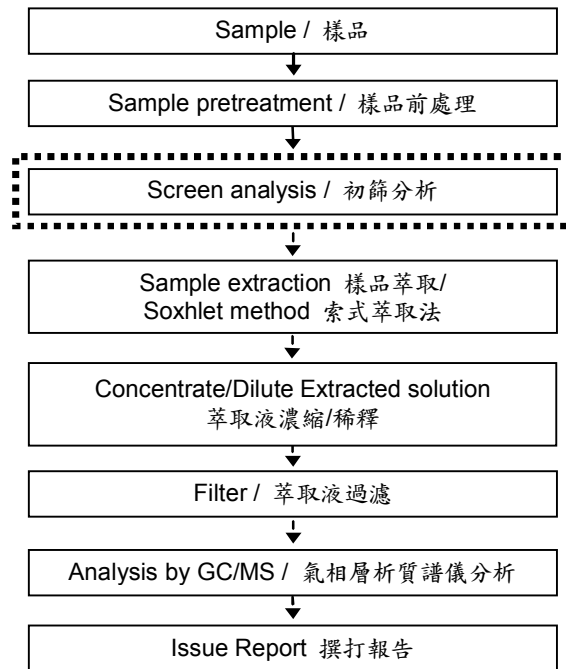 Sample / 樣品
Sample pretreatment / 樣品前處理
Screen analysis / 初篩分析
Sample extraction 樣品萃取/
Soxhlet method 索式萃取法
Concentrate/Dilute Extracted solution
萃取液濃縮/稀釋
Filter / 萃取液過濾
Analysis by GC/MS / 氣相層析質譜儀分析
Issue Report 撰打報告